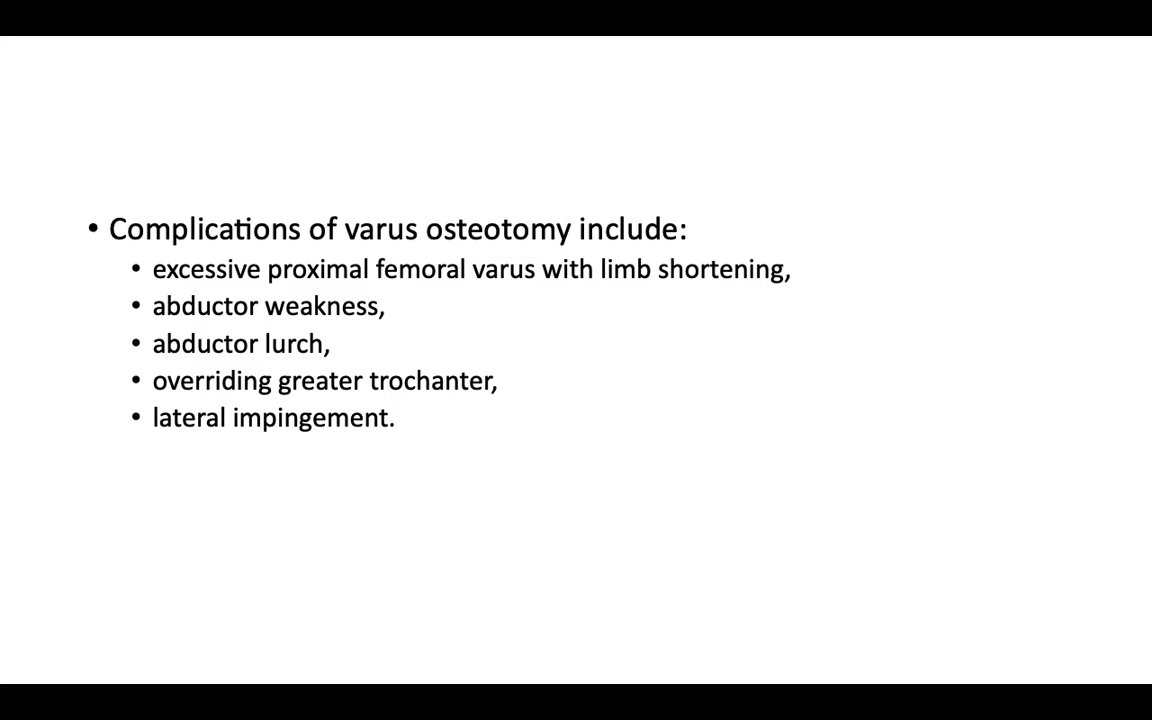 • Complications of varus osteotomy include:
• excessive proximal femoral varus with limb shortening,
• abductor weakness,
• abductor lurch,
• overriding greater trochanter,
• lateral impingement.